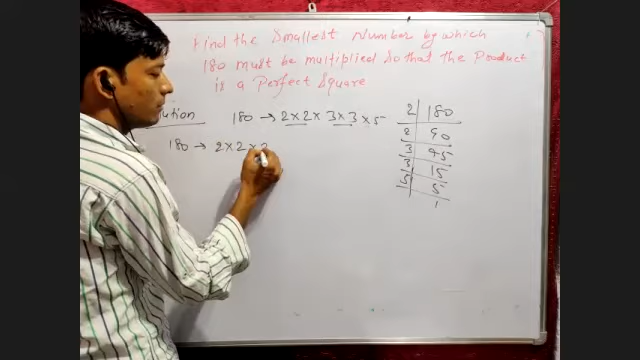 Find the Smallest Number by which
180 must be multiplied so that the Product
is a Perfect Square
lution
180 → 2 × 2 × 3 × 3 × 5
180 → 2 × 2 ×
2 | 180
2 | 90
3 | 45
3 | 15
5 | 5
1